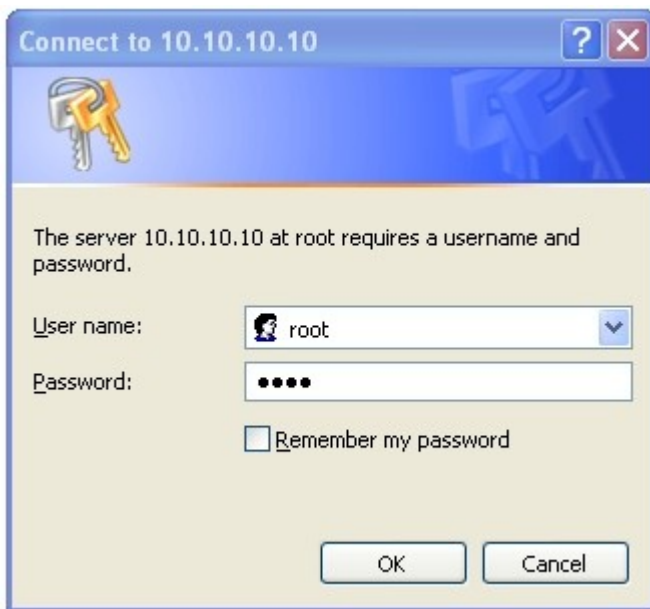 Connect to 10.10.10.10
The server 10.10.10.10 at root requires a username and
password.
User name:
root
Password:
••••
Remember my password
OK
Cancel